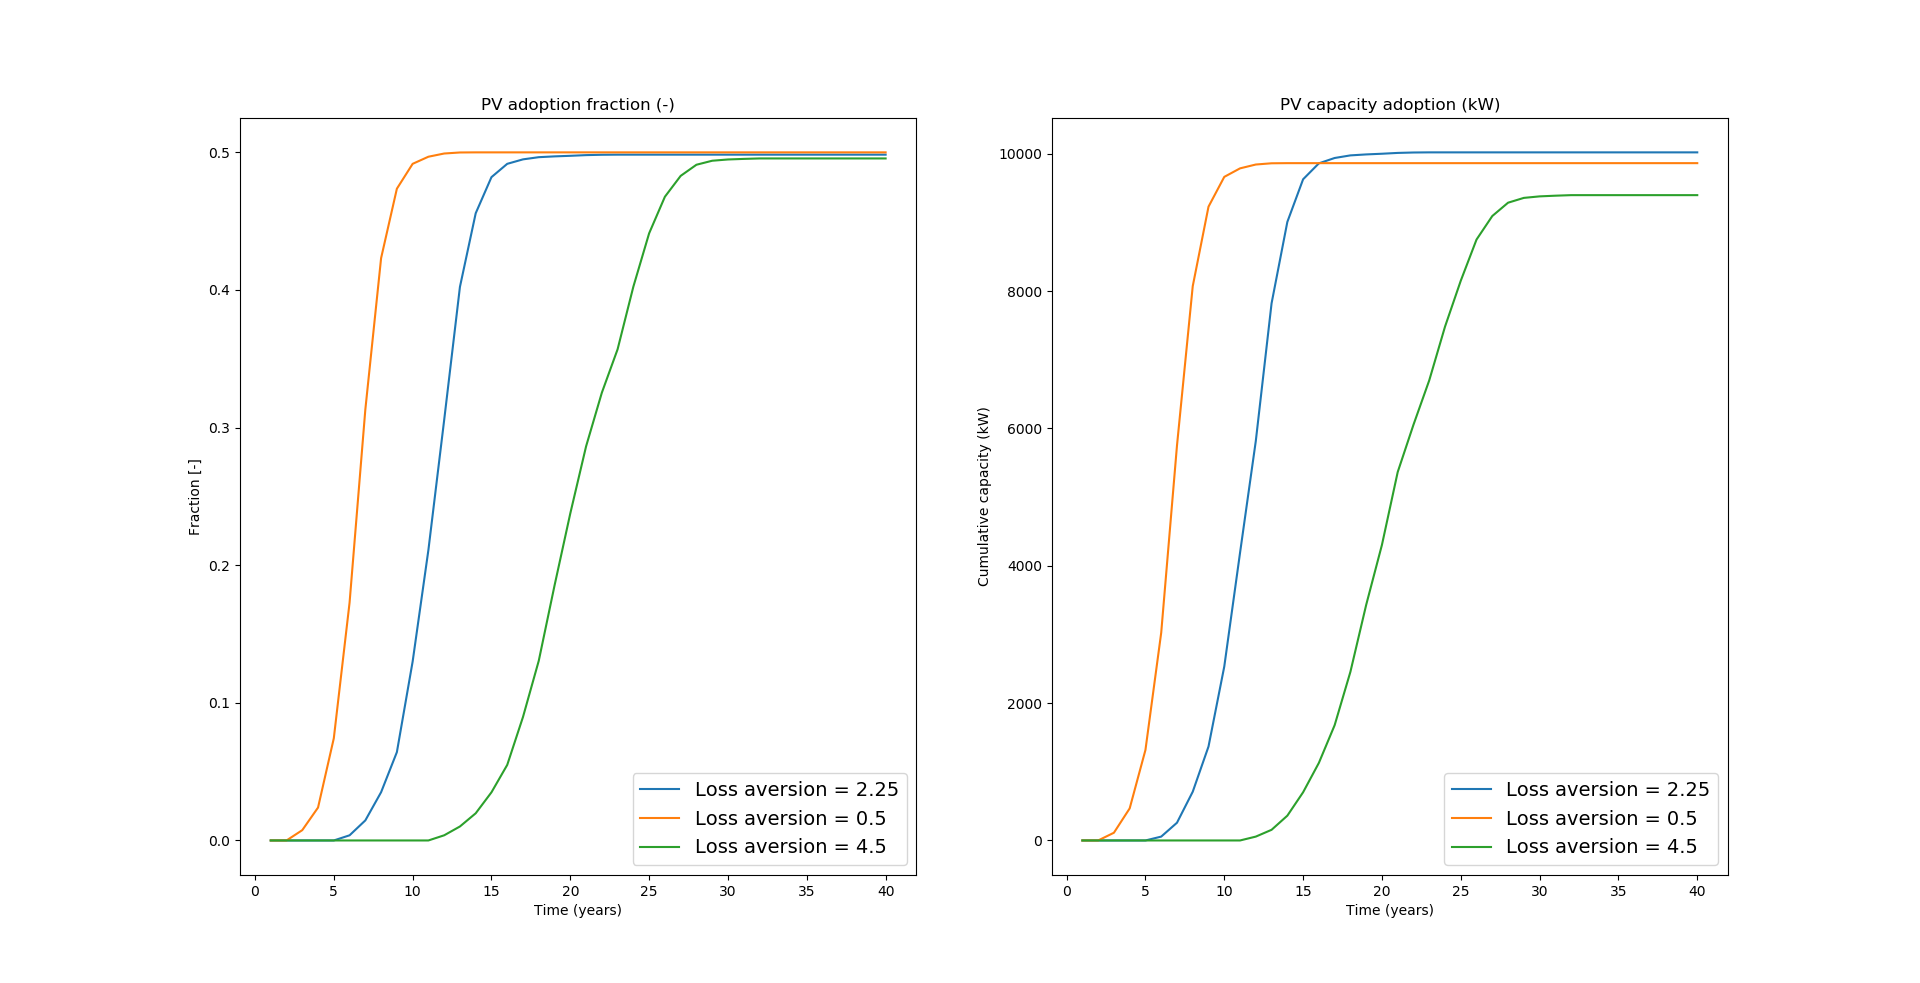 PV adoption fraction (-)
Fraction [-]
0.5
0.4
0.3
0.2
0.1
0.0
0 5 10 15 20 25 30 35 40
Time (years)
Loss aversion = 2.25
Loss aversion = 0.5
Loss aversion = 4.5
PV capacity adoption (kW)
Cumulative capacity (kW)
10000
8000
6000
4000
2000
0
0 5 10 15 20 25 30 35 40
Time (years)
Loss aversion = 2.25
Loss aversion = 0.5
Loss aversion = 4.5